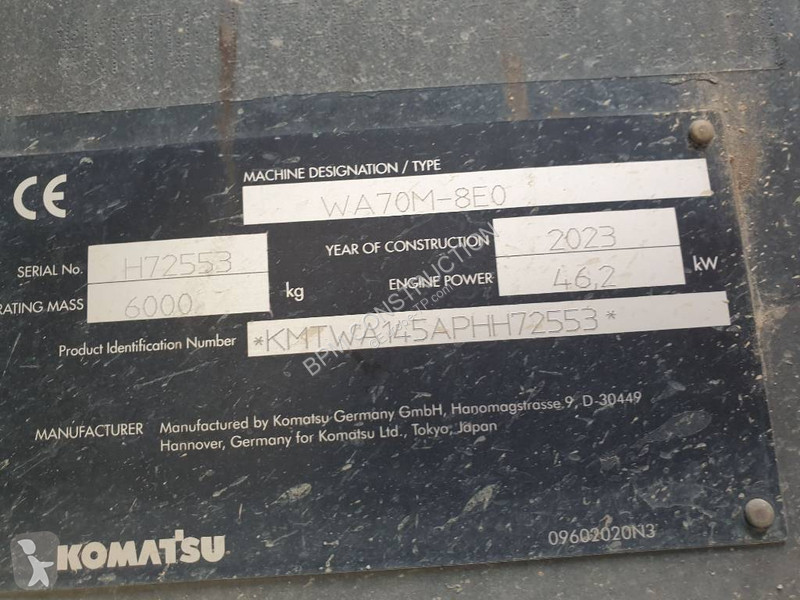 CE
MACHINE DESIGNATION / TYPE
WA70M-8E0
SERIAL No. H72553
YEAR OF CONSTRUCTION 2023
RATING MASS 6000 kg
ENGINE POWER 46,2 kW
Product Identification Number *KMTWA145APHH72553*
MANUFACTURER Manufactured by Komatsu Germany GmbH, Hanomagstrasse 9, D-30449
Hannover, Germany for Komatsu Ltd., Tokyo, Japan
KOMATSU
09602020N3